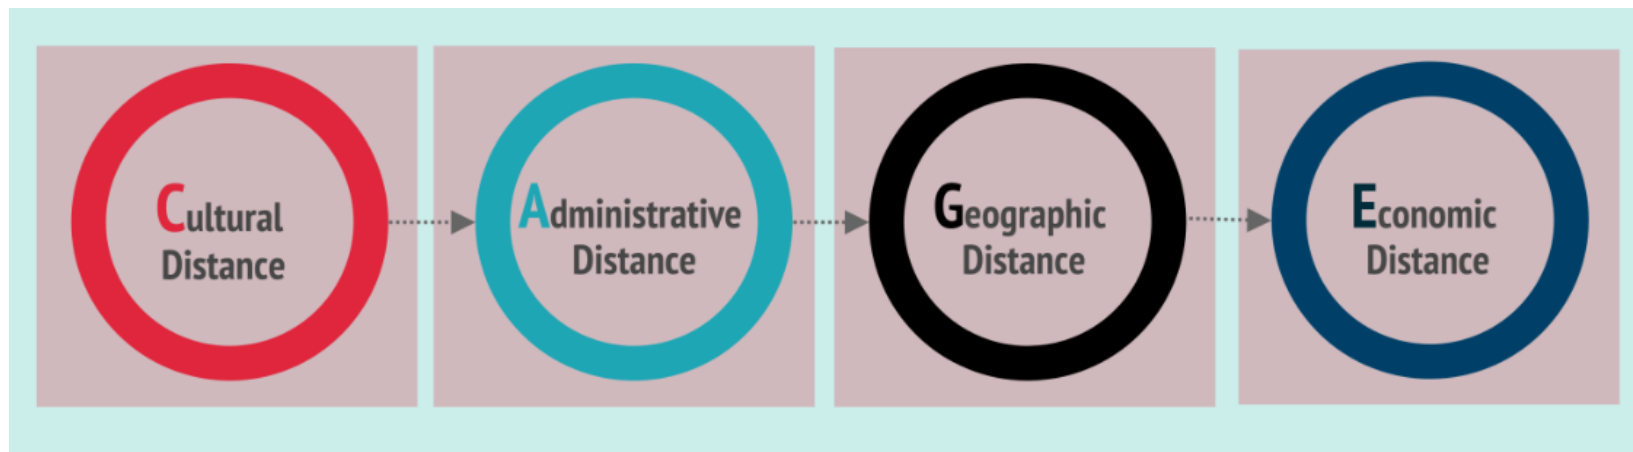 Cultural
Distance
Administrative
Distance
Geographic
Distance
Economic
Distance